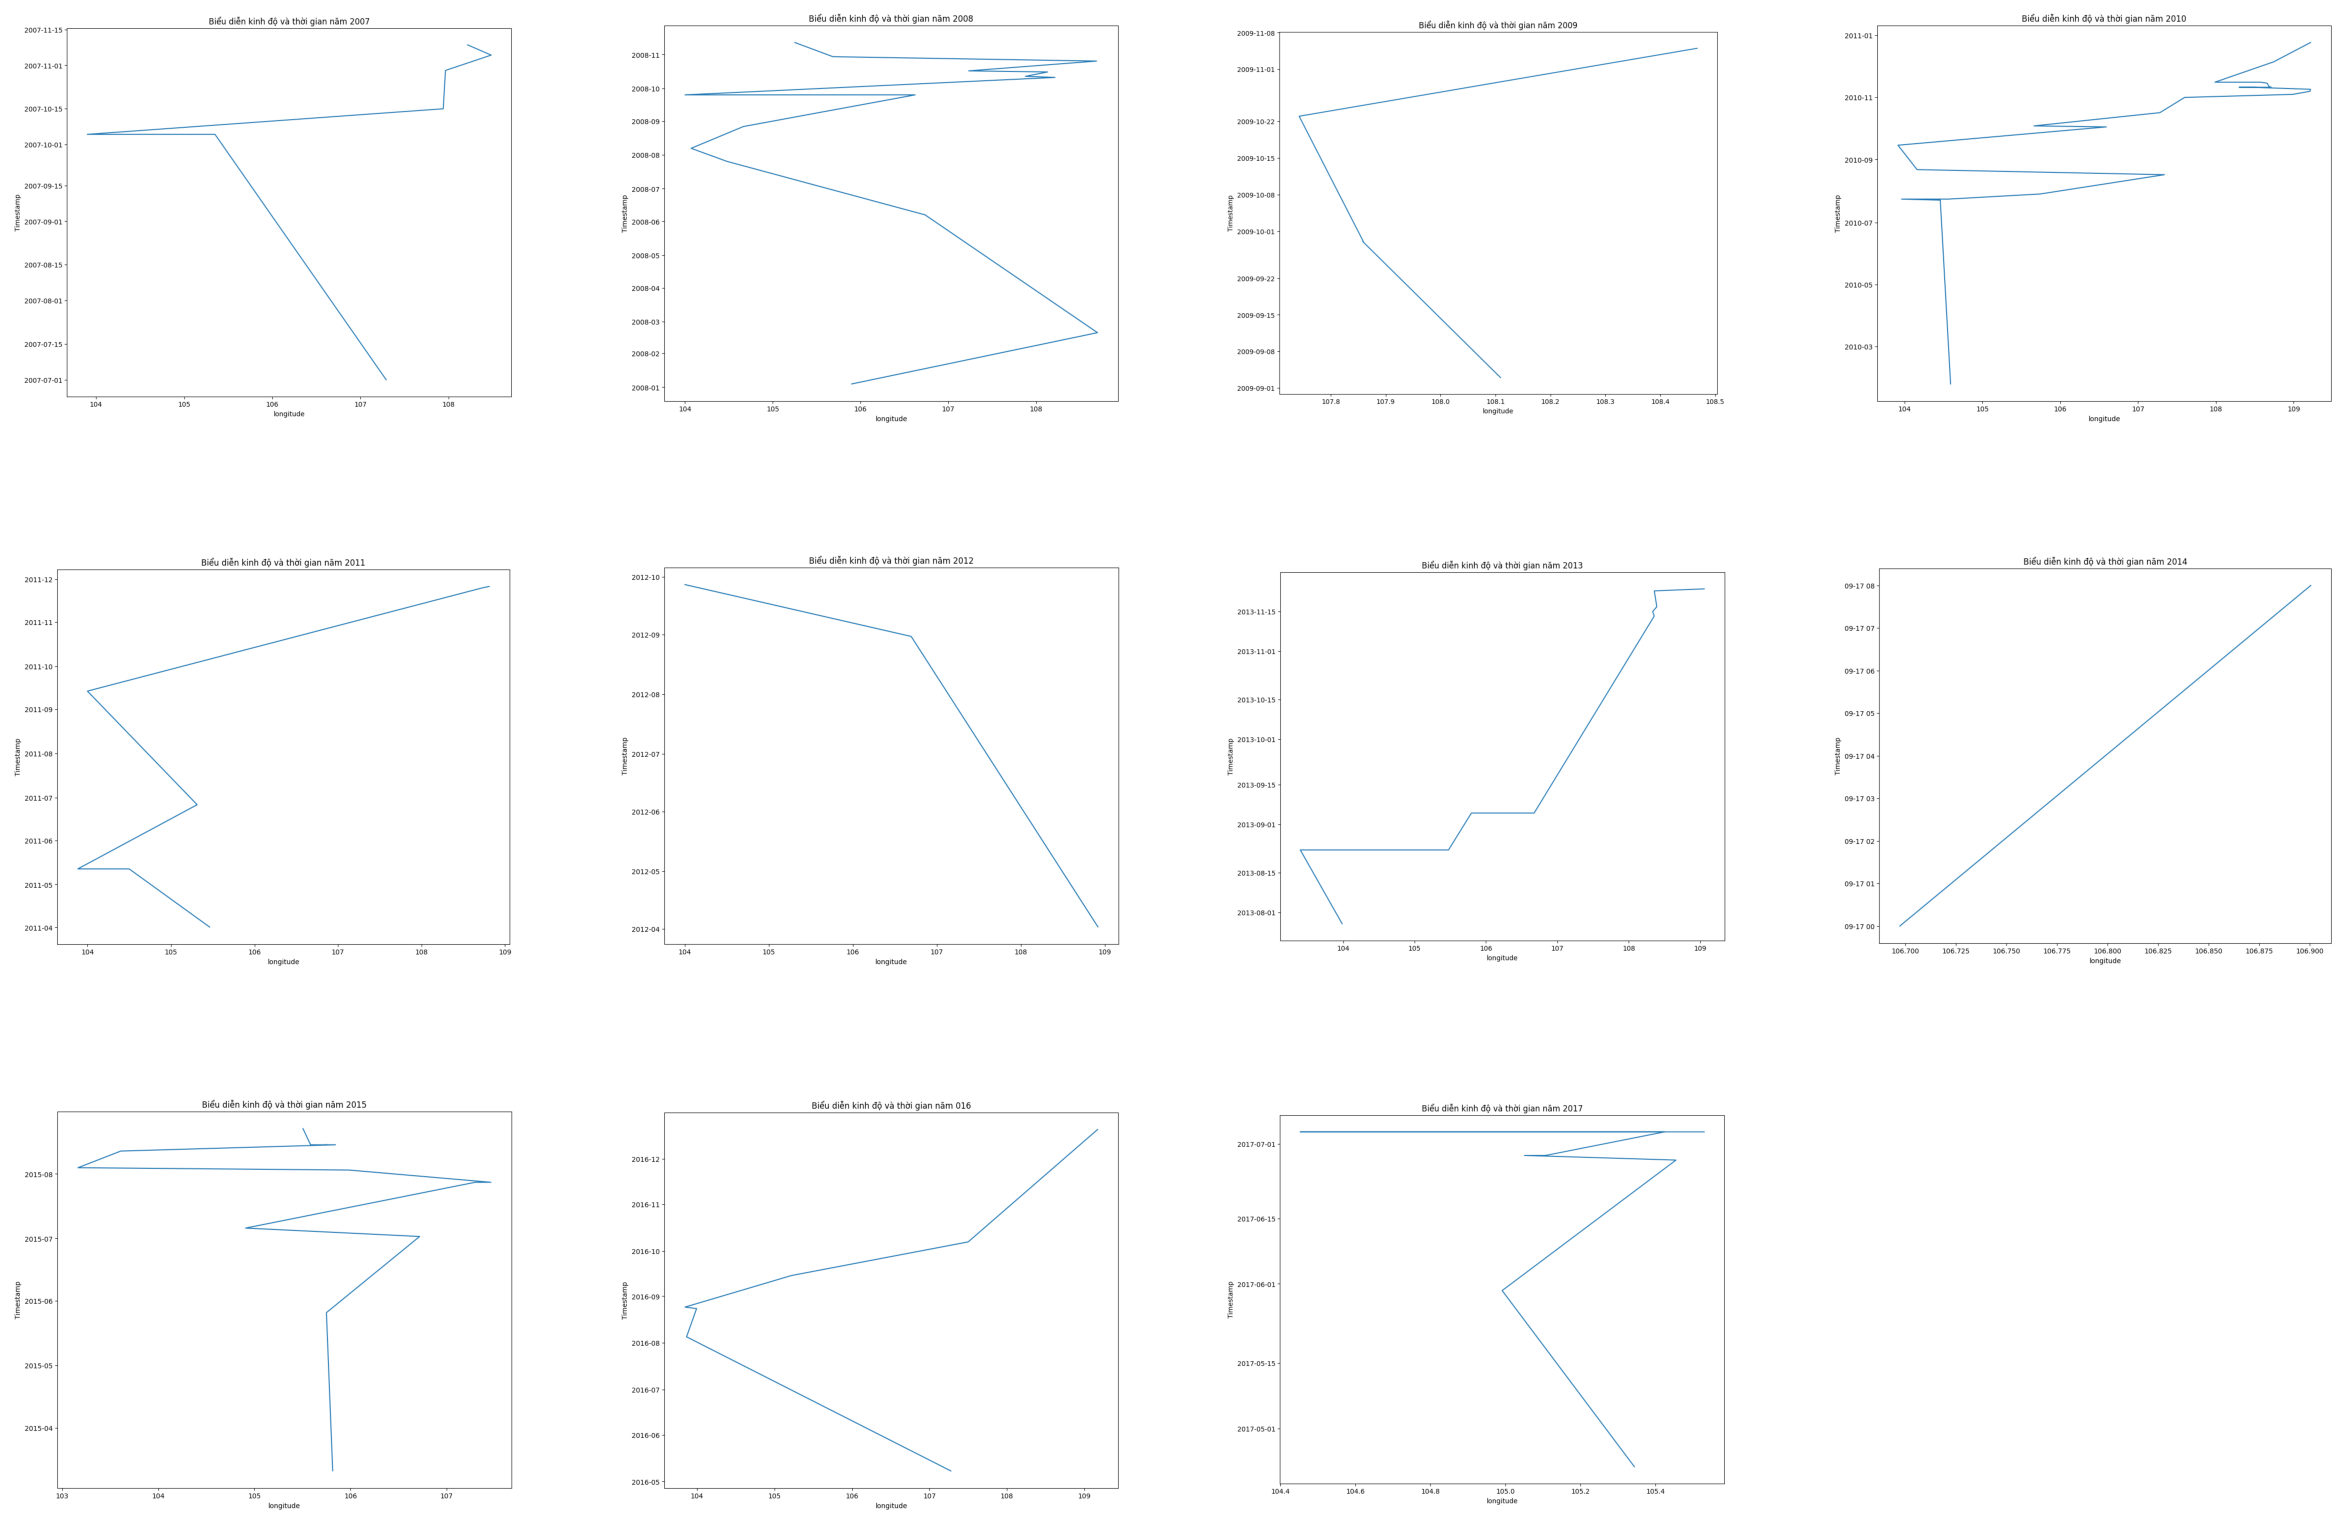 Biểu diễn kinh độ và thời gian năm 2007
2007-11-15
2007-11-01
2007-10-15
2007-10-01
2007-09-15
2007-09-01
2007-08-15
2007-08-01
2007-07-15
2007-07-01
Timestamp
104 105 106 107 108
longitude
Biểu diễn kinh độ và thời gian năm 2008
2008-11
2008-10
2008-09
2008-08
2008-07
2008-06
2008-05
2008-04
2008-03
2008-02
2008-01
Timestamp
104 105 106 107 108
longitude
Biểu diễn kinh độ và thời gian năm 2009
2009-11-08
2009-11-01
2009-10-22
2009-10-15
2009-10-08
2009-10-01
2009-09-22
2009-09-15
2009-09-08
2009-09-01
Timestamp
107.8 107.9 108.0 108.1 108.2 108.3 108.4 108.5
longitude
Biểu diễn kinh độ và thời gian năm 2010
2011-01
2010-11
2010-09
2010-07
2010-05
2010-03
Timestamp
104 105 106 107 108 109
longitude
Biểu diễn kinh độ và thời gian năm 2011
2011-12
2011-11
2011-10
2011-09
2011-08
2011-07
2011-06
2011-05
2011-04
Timestamp
104 105 106 107 108 109
longitude
Biểu diễn kinh độ và thời gian năm 2012
2012-10
2012-09
2012-08
2012-07
2012-06
2012-05
2012-04
Timestamp
104 105 106 107 108 109
longitude
Biểu diễn kinh độ và thời gian năm 2013
2013-11-15
2013-11-01
2013-10-15
2013-10-01
2013-09-15
2013-09-01
2013-08-15
2013-08-01
Timestamp
104 105 106 107 108 109
longitude
Biểu diễn kinh độ và thời gian năm 2014
09-17 08
09-17 07
09-17 06
09-17 05
09-17 04
09-17 03
09-17 02
09-17 01
09-17 00
Timestamp
106.700 106.725 106.750 106.775 106.800 106.825 106.850 106.875 106.900
longitude
Biểu diễn kinh độ và thời gian năm 2015
2015-08
2015-07
2015-06
2015-05
2015-04
Timestamp
103 104 105 106 107
longitude
Biểu diễn kinh độ và thời gian năm 016
2016-12
2016-11
2016-10
2016-09
2016-08
2016-07
2016-06
2016-05
Timestamp
104 105 106 107 108 109
longitude
Biểu diễn kinh độ và thời gian năm 2017
2017-07-01
2017-06-15
2017-06-01
2017-05-15
2017-05-01
Timestamp
104.4 104.6 104.8 105.0 105.2 105.4
longitude